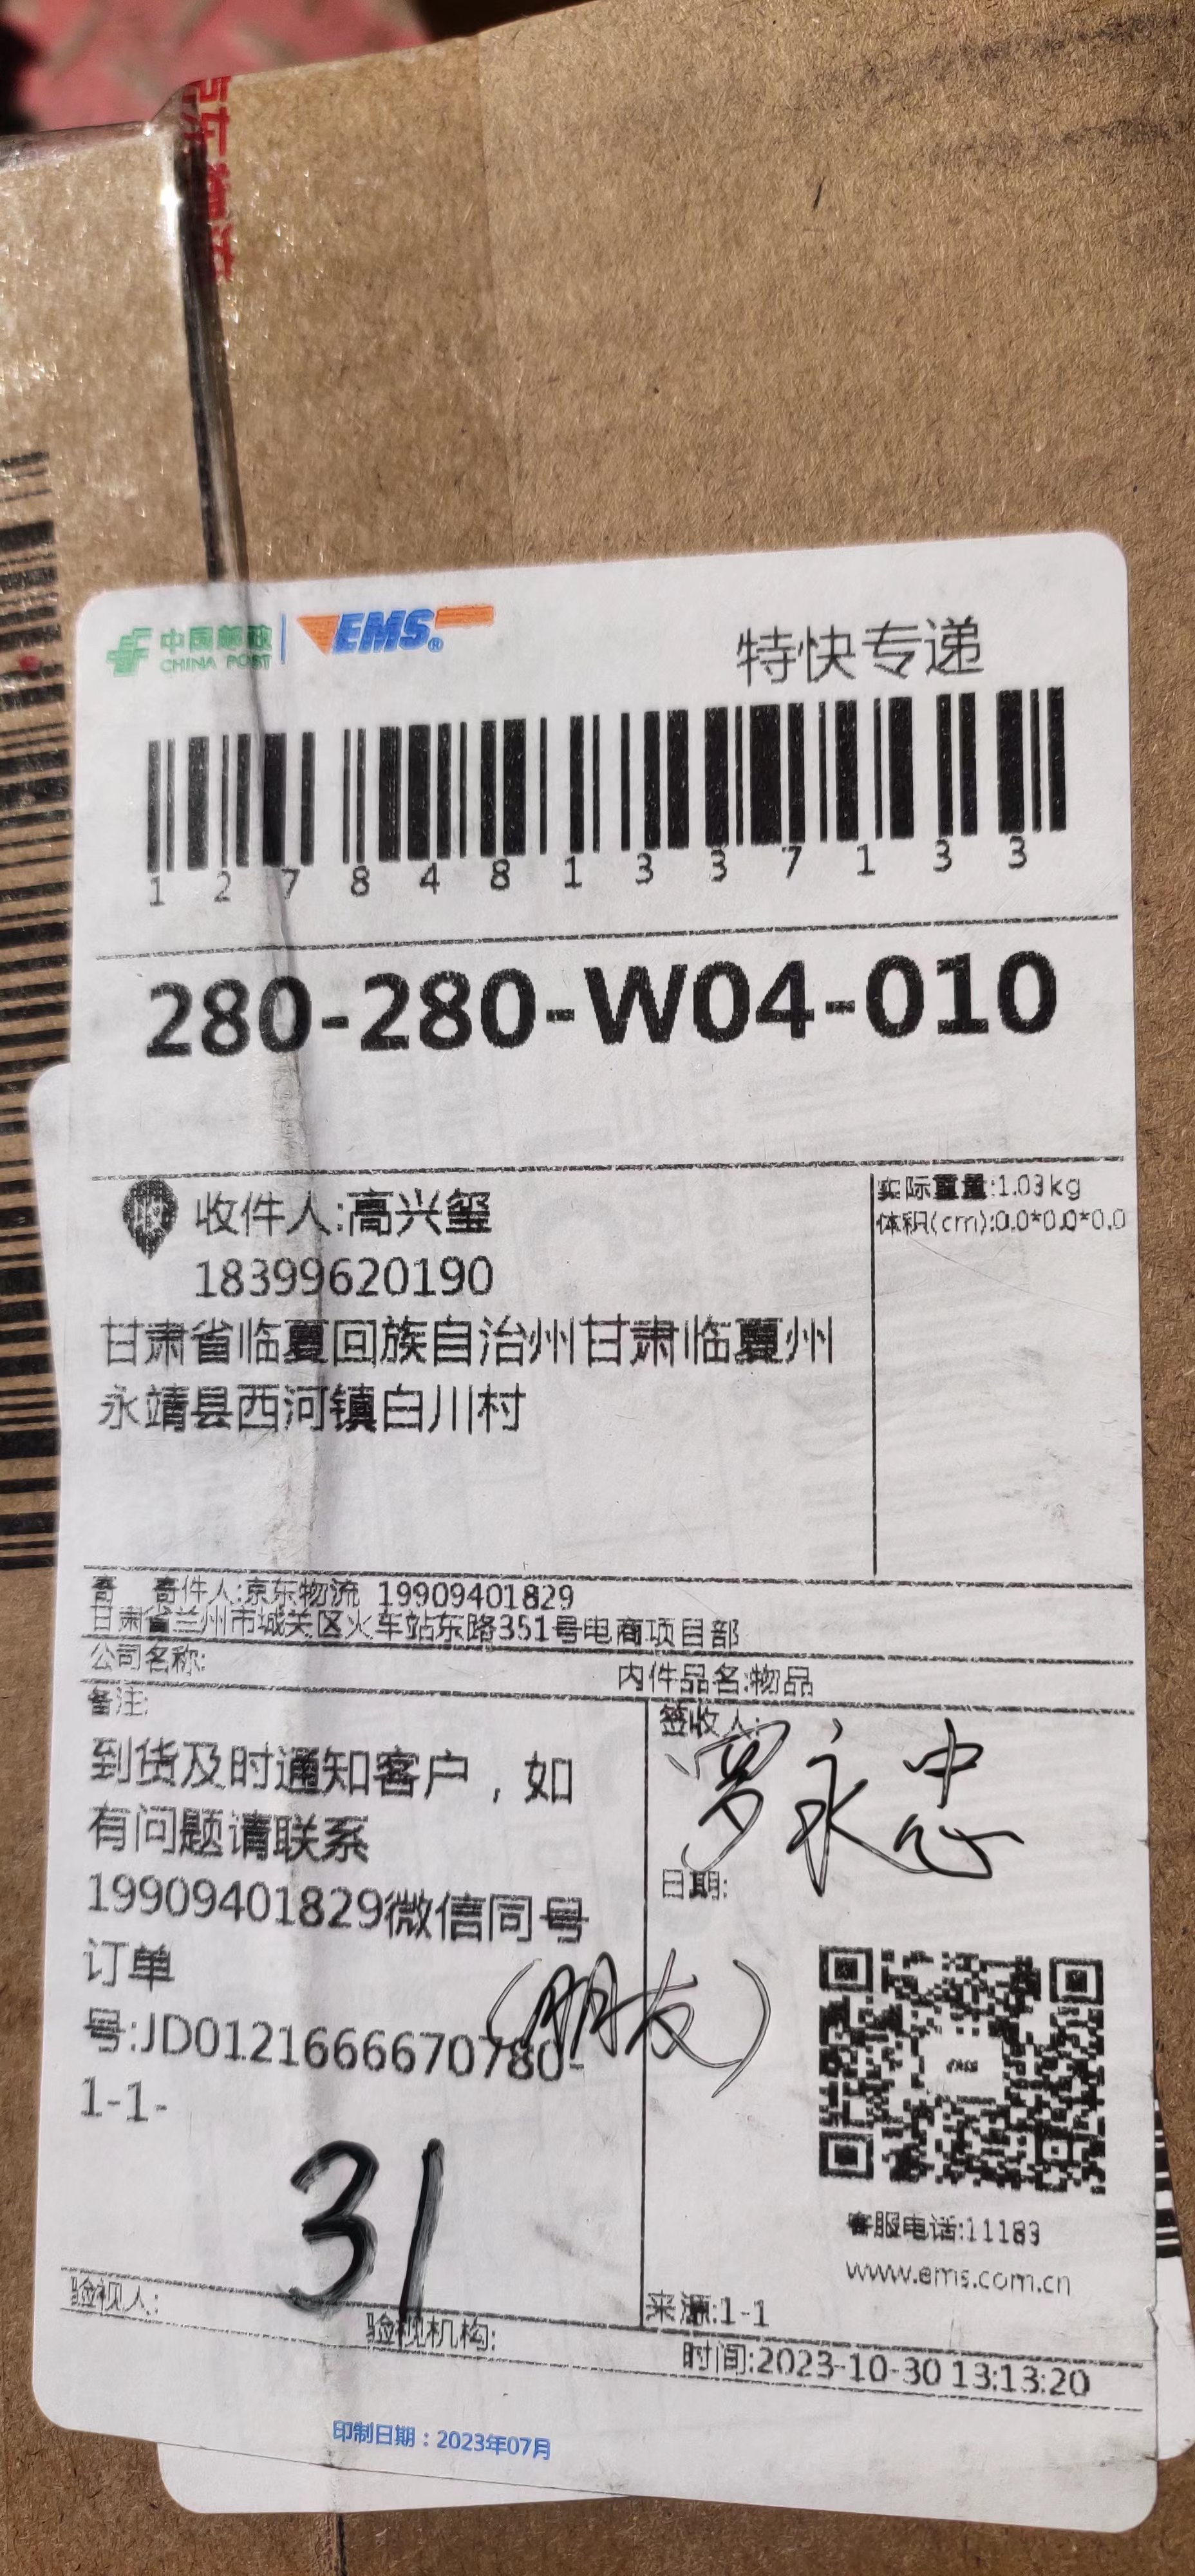 中国邮政
CHINA POST
EMS®
特快专递
1 2 7 8 4 8 1 3 3 7 1 3 3
280-280-W04-010
收件人:高兴玺
18399620190
甘肃省临夏回族自治州甘肃临夏州
永靖县西河镇白川村
实际重量:1.03kg
体积(cm):0.0*0.0*0.0
寄 寄件人:京东物流 19909401829
甘肃省兰州市城关区火车站东路351号电商项目部
公司名称:
内件品名:物品
备注:
到货及时通知客户，如
有问题请联系
19909401829微信同号
订单
号:JD0121666670780-
1-1-
签收人:
罗永忠
日期:
(朋友)
31
EMS
客服电话:11183
www.ems.com.cn
来源:1-1
验视人:
验视机构:
时间:2023-10-30 13:13:20
印制日期：2023年07月